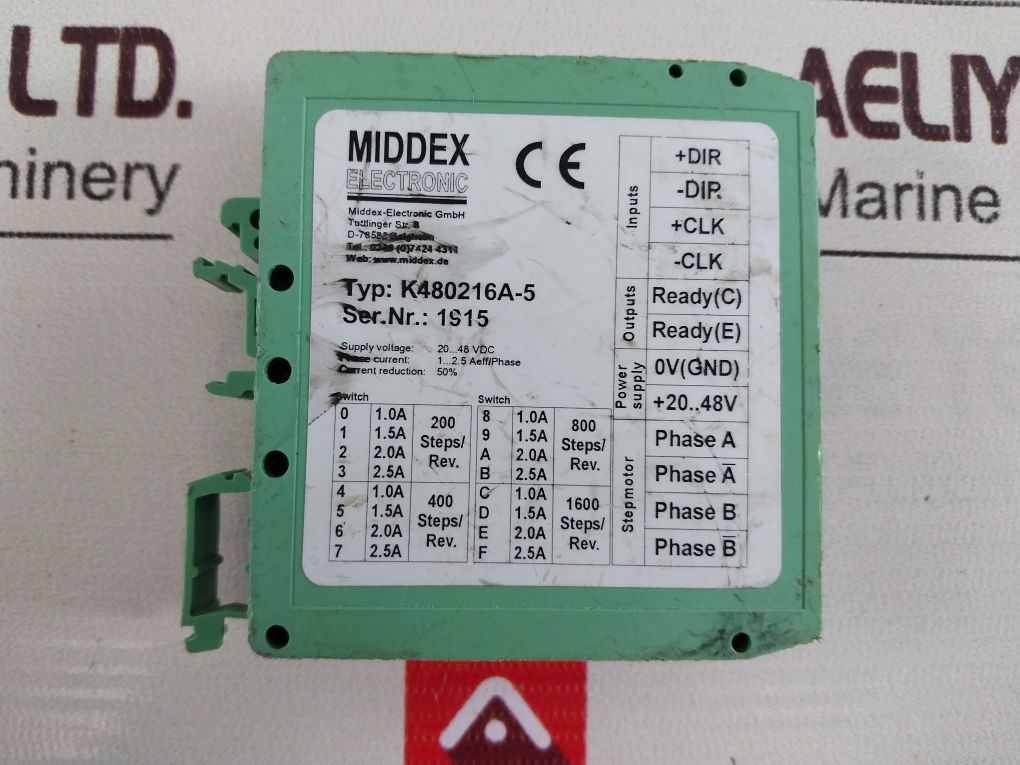 LTD.
AELIY
hinery
Marine
MIDDEX
ELECTRONIC
CE
Middex-Electronic GmbH
Tuttlinger Str. 8
Web: www.middex.de
Typ: K480216A-5
Ser.Nr.: 1915
Supply voltage: 20...48 VDC
Phase current: 1...2.5 Aeff/Phase
Current reduction: 50%
Switch
0 1.0A
1 1.5A
2 2.0A
3 2.5A
200
Steps/
Rev.
4 1.0A
5 1.5A
6 2.0A
7 2.5A
400
Steps/
Rev.
Switch
8 1.0A
9 1.5A
A 2.0A
B 2.5A
800
Steps/
Rev.
C 1.0A
D 1.5A
E 2.0A
F 2.5A
1600
Steps/
Rev.
Inputs
+DIR
-DIR
+CLK
-CLK
Outputs
Ready(C)
Ready(E)
Power
supply
0V(GND)
+20..48V
Stepmotor
Phase A
Phase A̅
Phase B
Phase B̅